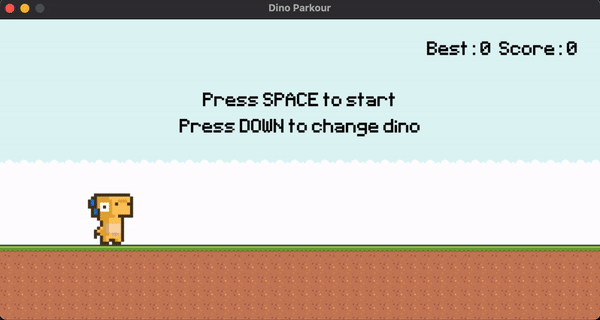 Dino Parkour
Best:0 Score:0
Press SPACE to start
Press DOWN to change dino